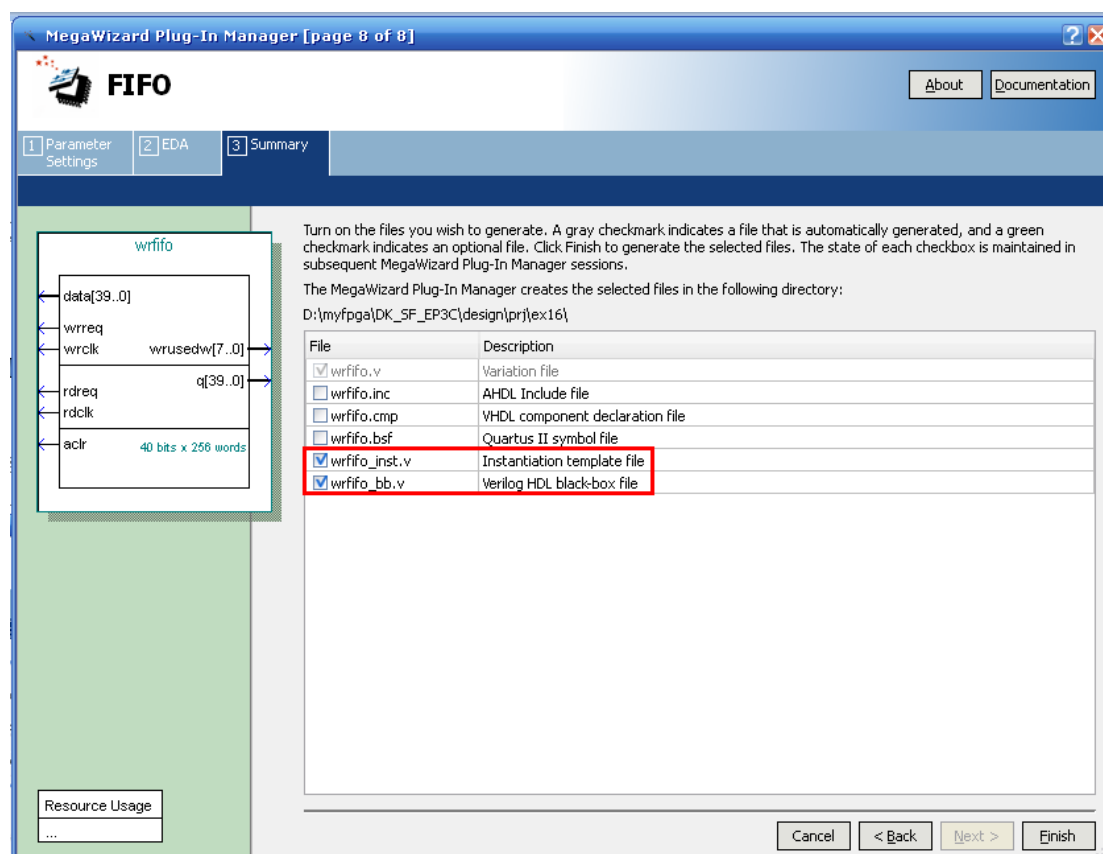 MegaWizard Plug-In Manager [page 8 of 8]
FIFO
About
Documentation
1 Parameter Settings
2 EDA
3 Summary
wrfifo
data[39..0]
wrreq
wrclk wrusedw[7..0]
q[39..0]
rdreq
rdclk
aclr
40 bits x 256 words
Turn on the files you wish to generate. A gray checkmark indicates a file that is automatically generated, and a green
checkmark indicates an optional file. Click Finish to generate the selected files. The state of each checkbox is maintained in
subsequent MegaWizard Plug-In Manager sessions.
The MegaWizard Plug-In Manager creates the selected files in the following directory:
D:\myfpga\DK_SF_EP3C\design\prj\ex16\
File Description
wrfifo.v Variation file
wrfifo.inc AHDL Include file
wrfifo.cmp VHDL component declaration file
wrfifo.bsf Quartus II symbol file
wrfifo_inst.v Instantiation template file
wrfifo_bb.v Verilog HDL black-box file
Resource Usage
...
Cancel
< Back
Next >
Finish